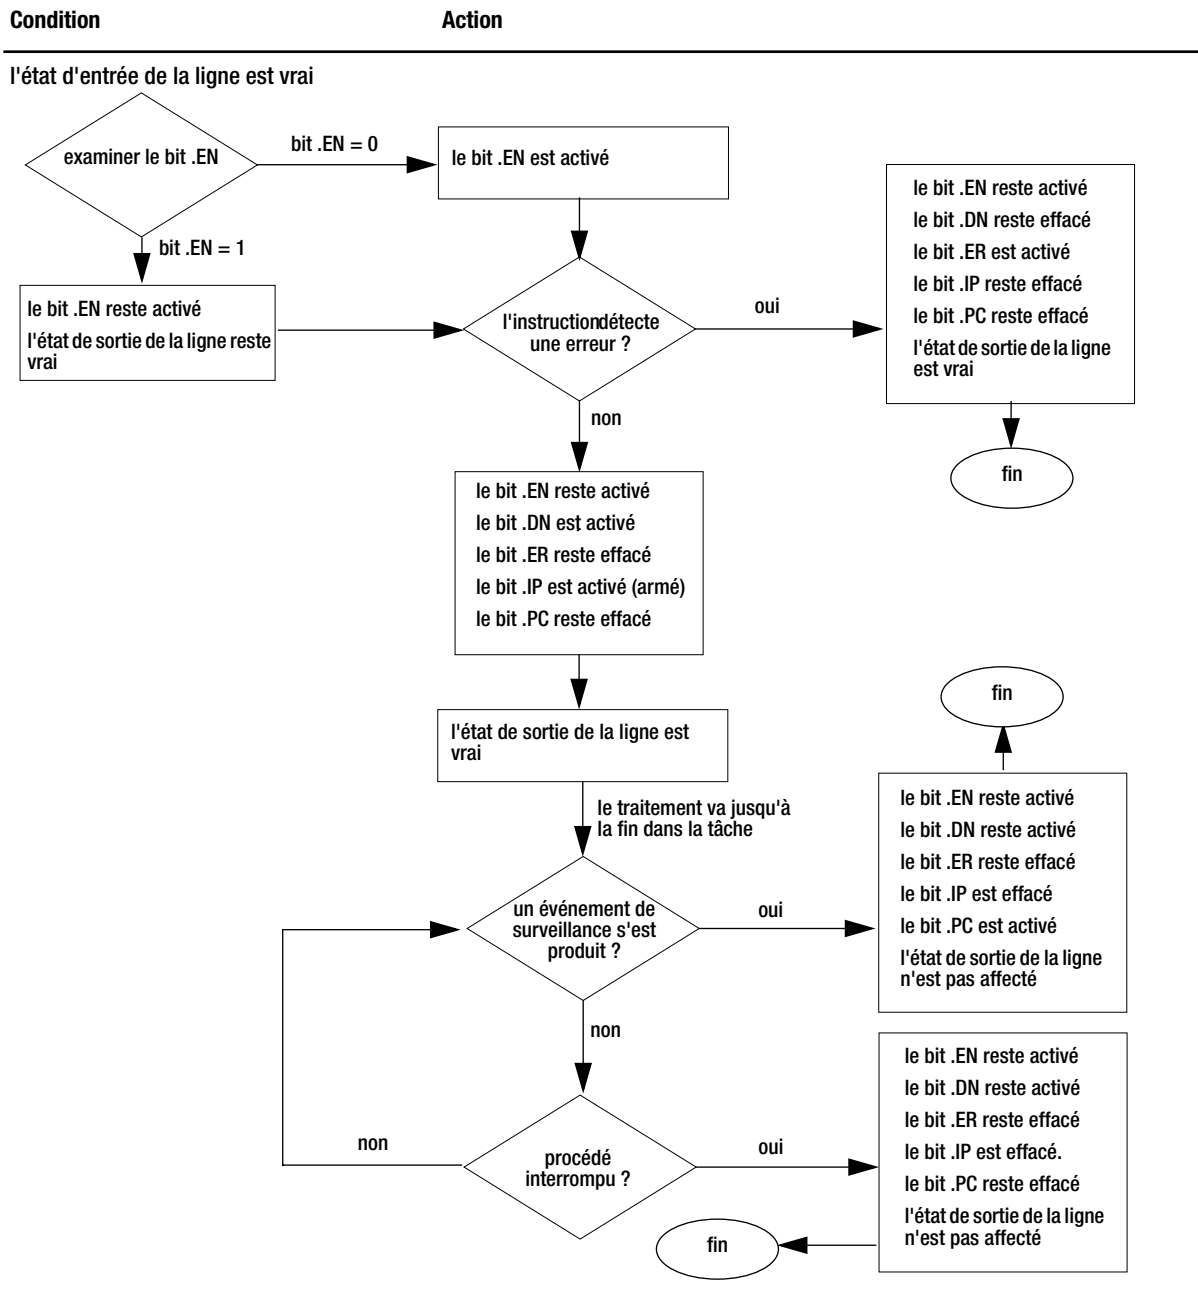 Condition
Action
l'état d'entrée de la ligne est vrai
examiner le bit .EN
bit .EN = 0
le bit .EN est activé
bit .EN = 1
le bit .EN reste activé
l'état de sortie de la ligne reste
vrai
l'instructiondétecte
une erreur ?
oui
le bit .EN reste activé
le bit .DN reste effacé
le bit .ER est activé
le bit .IP reste effacé
le bit .PC reste effacé
l'état de sortie de la ligne
est vrai
fin
non
le bit .EN reste activé
le bit .DN est activé
le bit .ER reste effacé
le bit .IP est activé (armé)
le bit .PC reste effacé
l'état de sortie de la ligne est
vrai
le traitement va jusqu'à
la fin dans la tâche
un événement de
surveillance s'est
produit ?
oui
fin
le bit .EN reste activé
le bit .DN reste activé
le bit .ER reste effacé
le bit .IP est effacé
le bit .PC est activé
l'état de sortie de la ligne
n'est pas affecté
non
procédé
interrompu ?
non
oui
le bit .EN reste activé
le bit .DN reste activé
le bit .ER reste effacé
le bit .IP est effacé.
le bit .PC reste effacé
l'état de sortie de la ligne
n'est pas affecté
fin